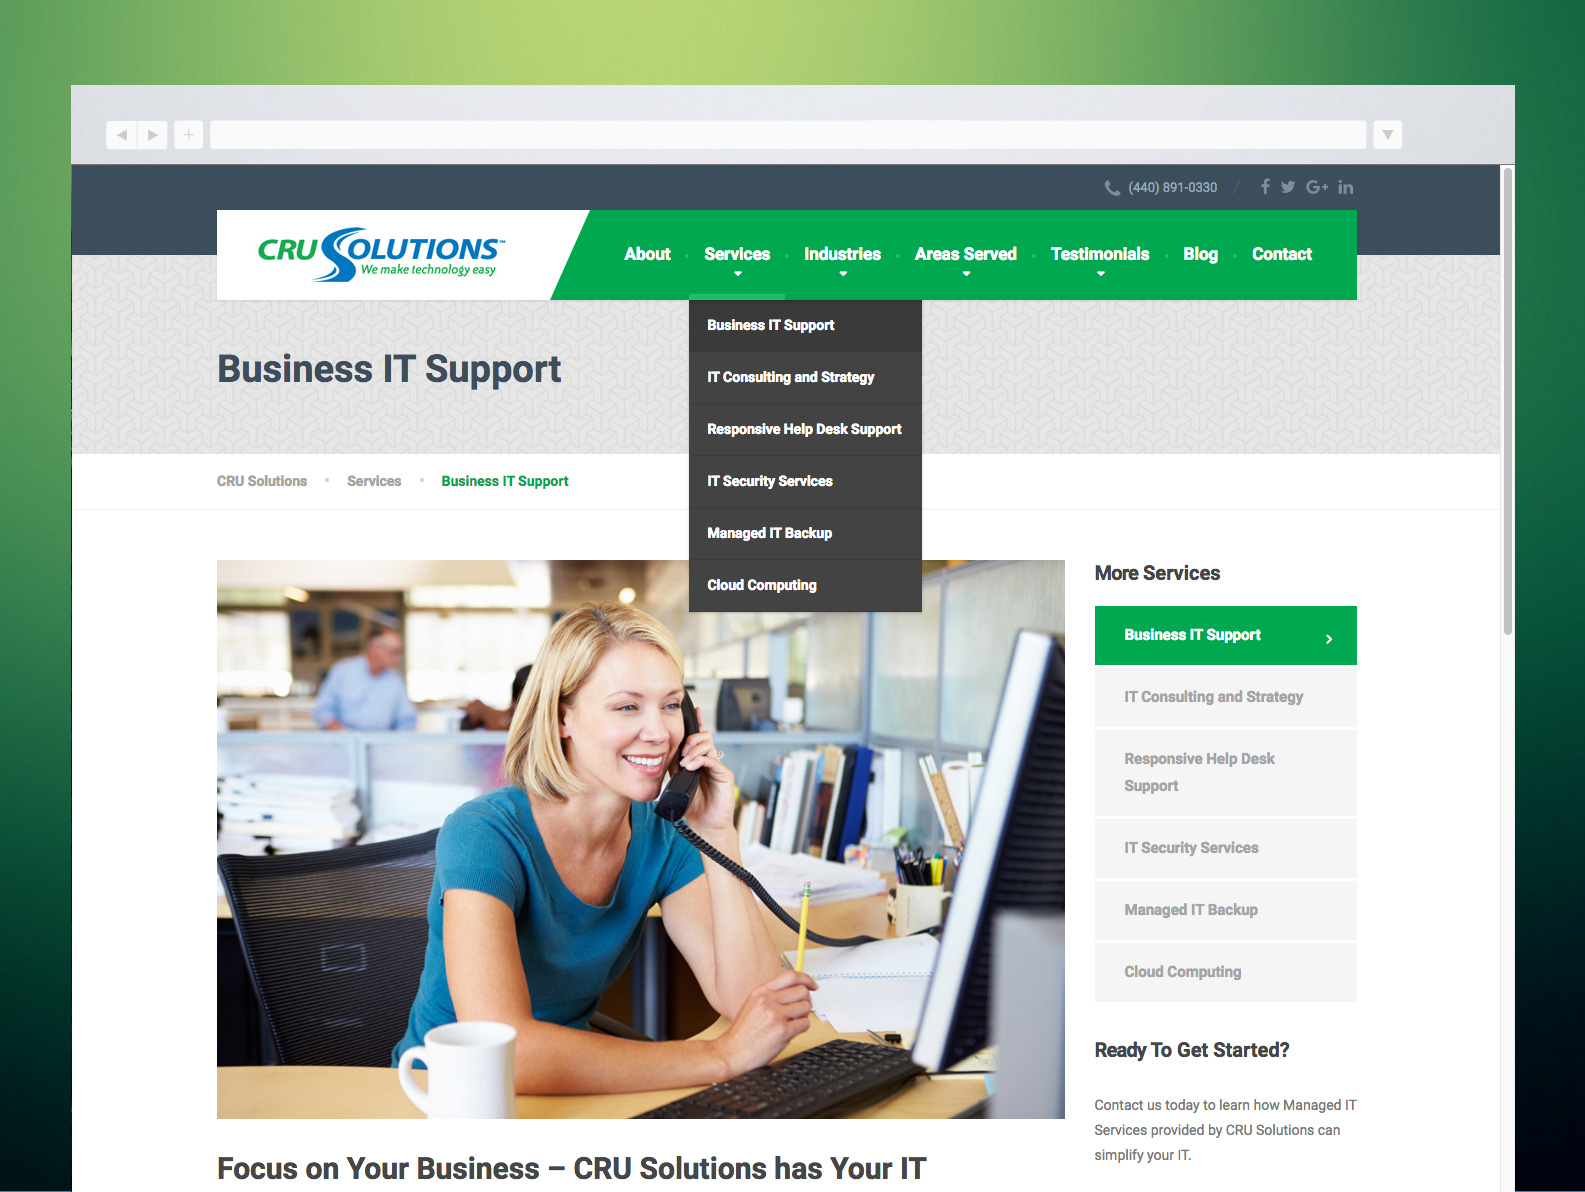 (440) 891-0330
CRU SOLUTIONS™
We make technology easy
About
Services
Industries
Areas Served
Testimonials
Blog
Contact
Business IT Support
IT Consulting and Strategy
Responsive Help Desk Support
IT Security Services
Managed IT Backup
Cloud Computing
Business IT Support
CRU Solutions
Services
Business IT Support
More Services
Business IT Support
IT Consulting and Strategy
Responsive Help Desk
Support
IT Security Services
Managed IT Backup
Cloud Computing
Ready To Get Started?
Contact us today to learn how Managed IT
Services provided by CRU Solutions can
simplify your IT.
Focus on Your Business – CRU Solutions has Your IT